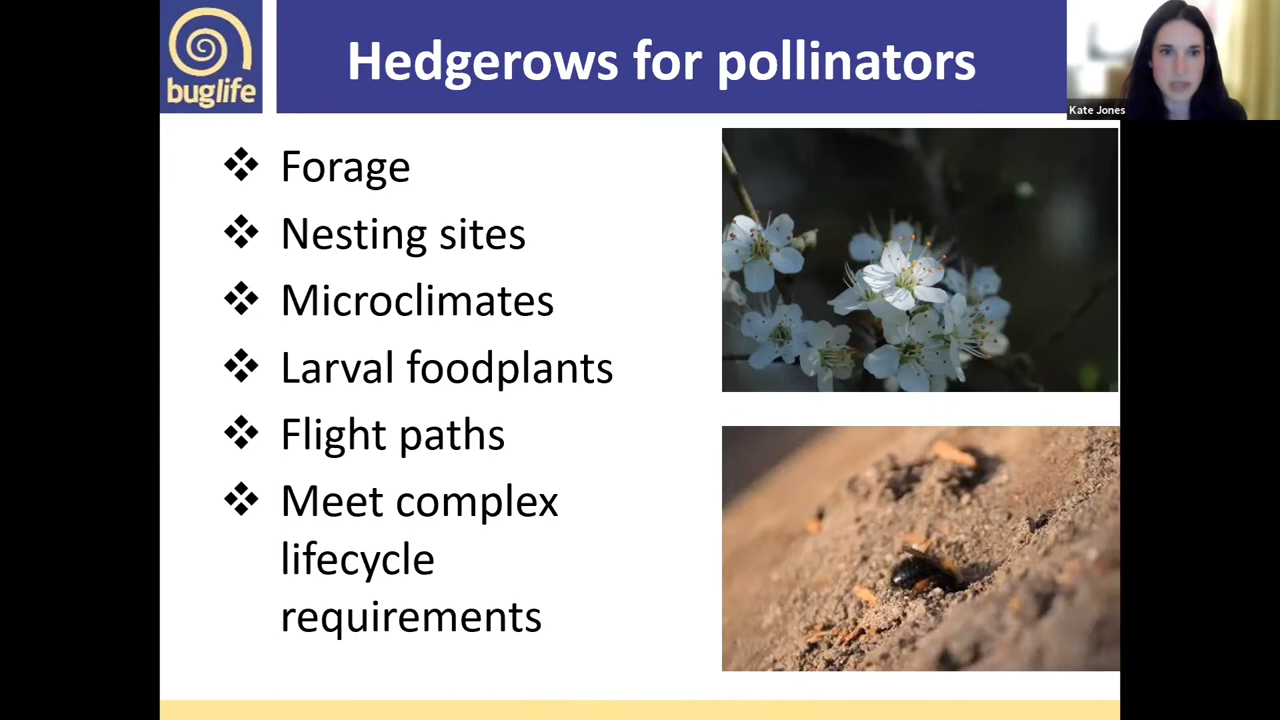 buglife
Hedgerows for pollinators
Kate Jones
❖ Forage
❖ Nesting sites
❖ Microclimates
❖ Larval foodplants
❖ Flight paths
❖ Meet complex
lifecycle
requirements